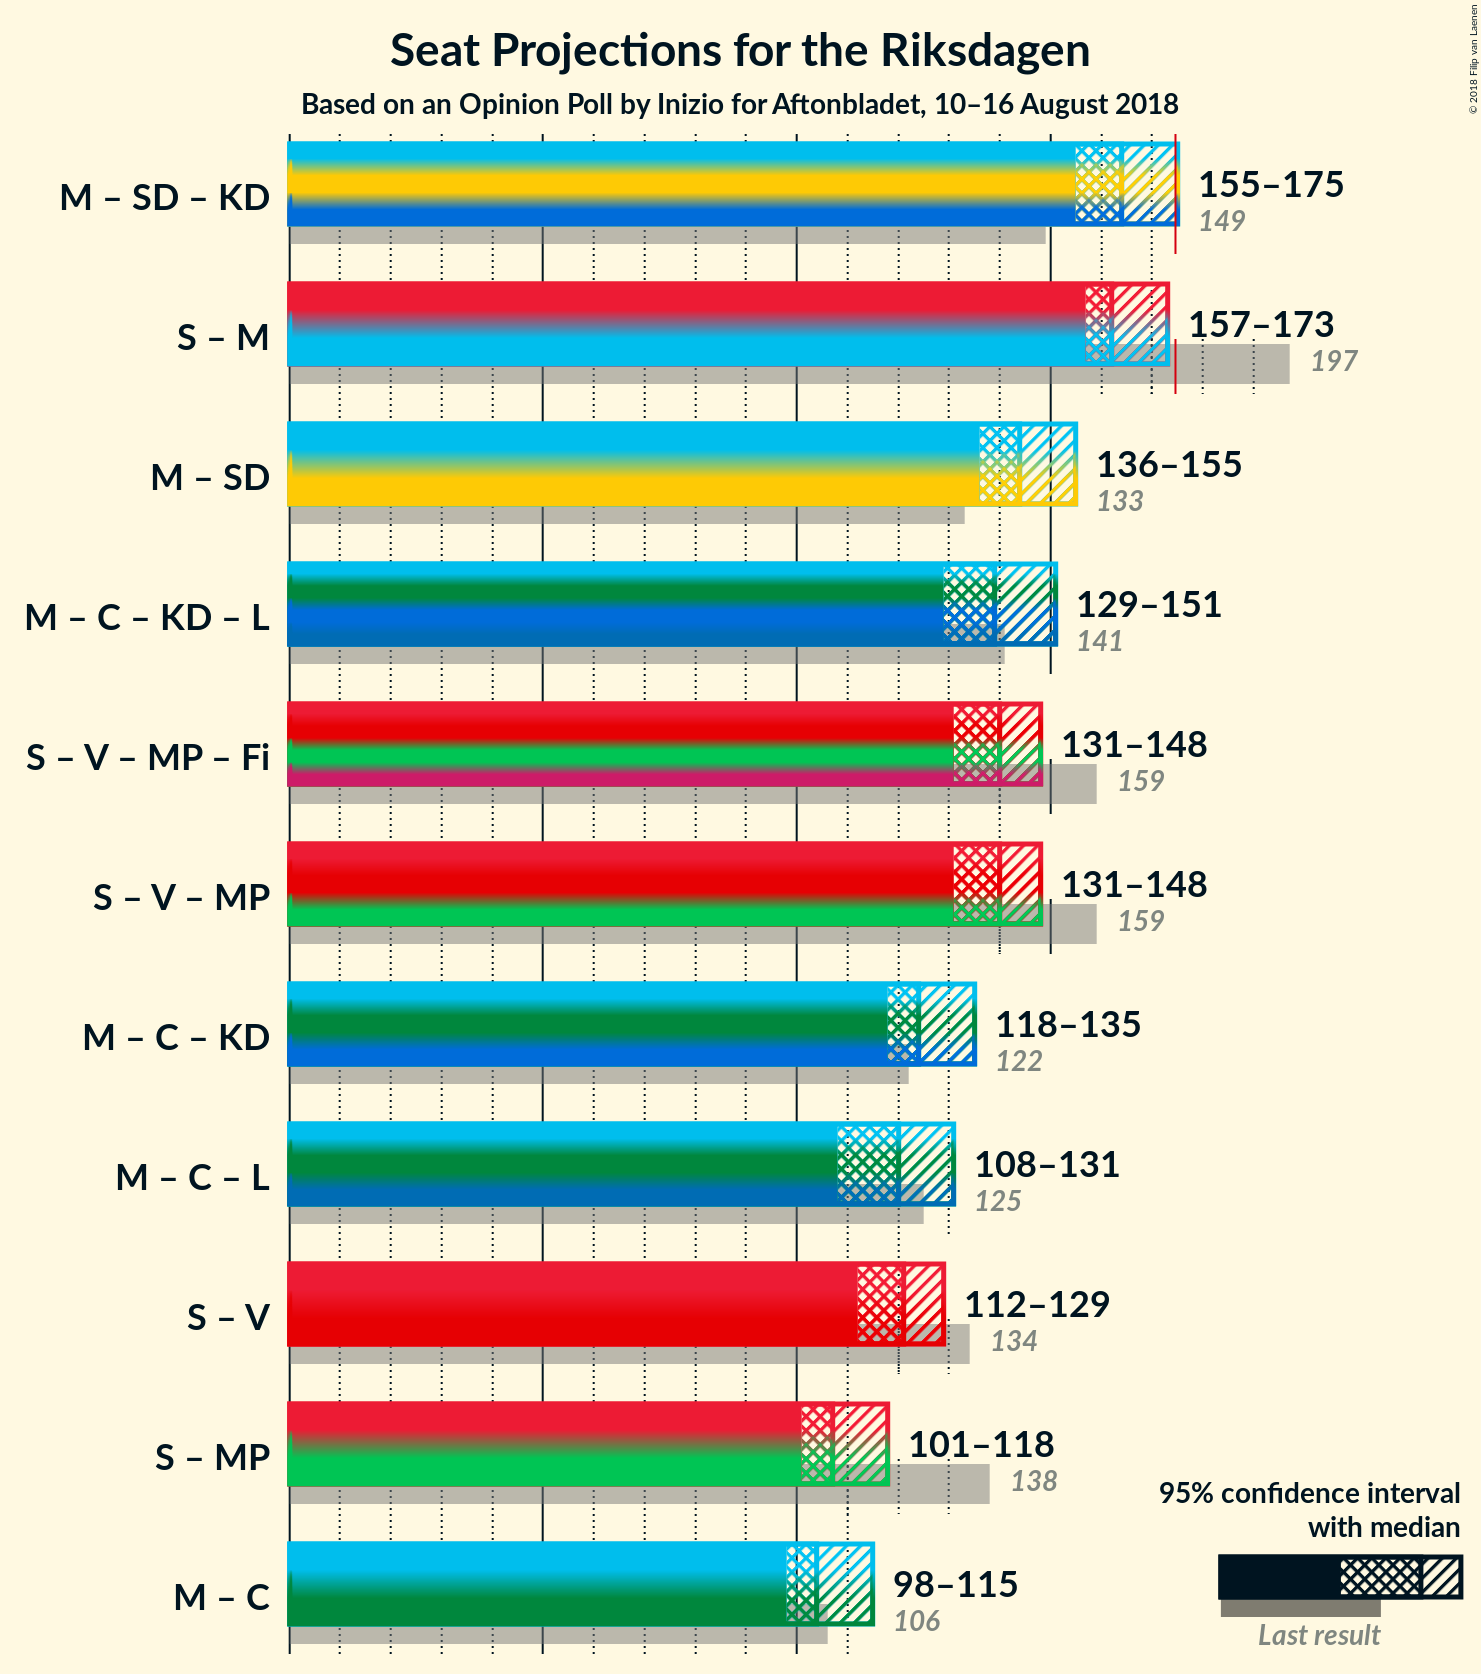 Seat Projections for the Riksdagen
Based on an Opinion Poll by Inizio for Aftonbladet, 10–16 August 2018
© 2018 Filip van Laenen
M – SD – KD
155–175
149
S – M
157–173
197
M – SD
136–155
133
M – C – KD – L
129–151
141
S – V – MP – Fi
131–148
159
S – V – MP
131–148
159
M – C – KD
118–135
122
M – C – L
108–131
125
S – V
112–129
134
S – MP
101–118
138
M – C
98–115
106
95% confidence interval
with median
Last result